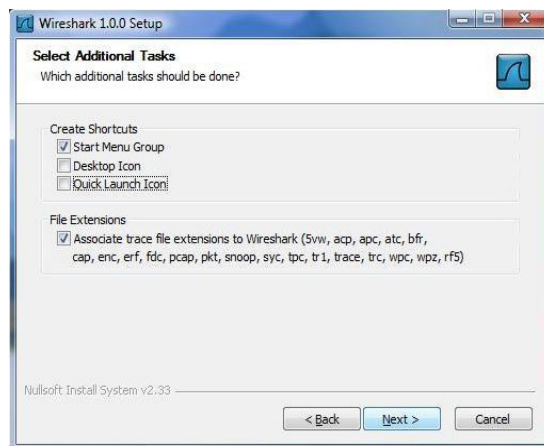 Wireshark 1.0.0 Setup
Select Additional Tasks
Which additional tasks should be done?
Create Shortcuts
Start Menu Group
Desktop Icon
Quick Launch Icon
File Extensions
Associate trace file extensions to Wireshark (5vw, acp, apc, atc, bfr,
cap, enc, erf, fdc, pcap, pkt, snoop, syc, tpc, tr1, trace, trc, wpc, wpz, rf5)
Nullsoft Install System v2.33
< Back Next > Cancel